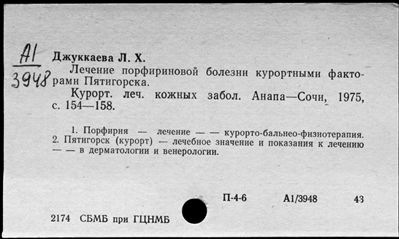 А1
3948
Джуккаева Л. Х.
Лечение порфириновой болезни курортными факто-
рами Пятигорска.
Курорт. леч. кожных забол. Анапа—Сочи, 1975,
с. 154—158.
1. Порфирия — лечение — — курорто-бальнео-физиотерапия.
2. Пятигорск (курорт) — лечебное значение и показания к лечению
— — в дерматологии и венерологии.
П-4-6 А1/3948 43
2174 СБМБ при ГЦНМБ